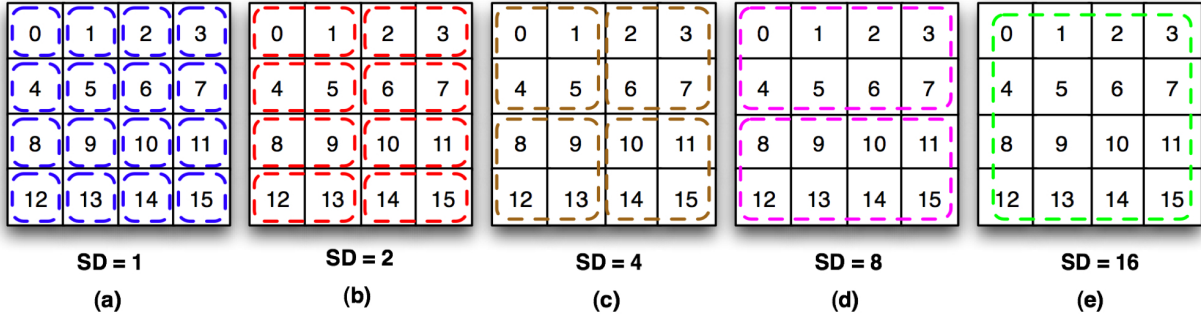 0 1 2 3 0 1 2 3 0 1 2 3 0 1 2 3 0 1 2 3
4 5 6 7 4 5 6 7 4 5 6 7 4 5 6 7 4 5 6 7
8 9 10 11 8 9 10 11 8 9 10 11 8 9 10 11 8 9 10 11
12 13 14 15 12 13 14 15 12 13 14 15 12 13 14 15 12 13 14 15
SD = 1 SD = 2 SD = 4 SD = 8 SD = 16
(a) (b) (c) (d) (e)